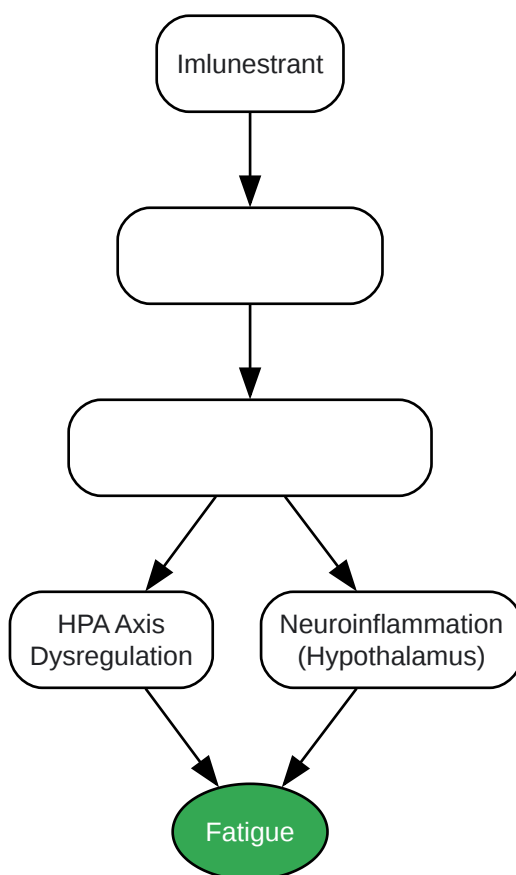 Imlunestrant
HPA Axis
Dysregulation
Neuroinflammation
(Hypothalamus)
Fatigue